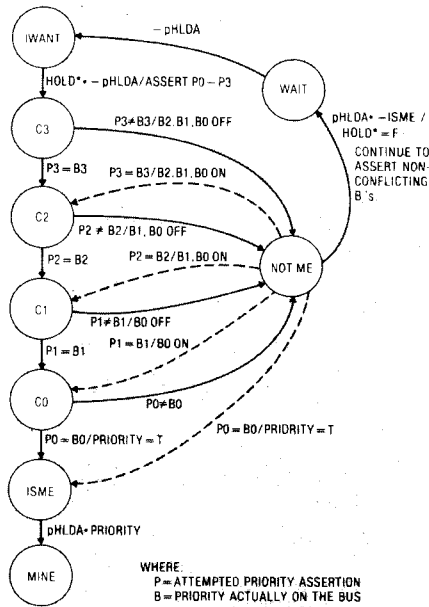 – pHLDA
IWANT
HOLD*• – pHLDA/ASSERT P0 – P3
WAIT
pHLDA• – ISME /
HOLD* = F
CONTINUE TO
ASSERT NON-
CONFLICTING
B's.
P3≠B3/B2.B1,B0 OFF
C3
P3 = B3
P3 = B3/B2.B1,B0 ON
C2
P2 ≠ B2/B1,B0 OFF
P2 = B2
P2 = B2/B1,B0 ON
NOT ME
C1
P1≠B1/B0 OFF
P1 = B1
P1 = B1/B0 ON
C0
P0≠B0
P0 = B0/PRIORITY = T
P0 = B0/PRIORITY = T
ISME
pHLDA•PRIORITY
MINE
WHERE:
P= ATTEMPTED PRIORITY ASSERTION
B = PRIORITY ACTUALLY ON THE BUS